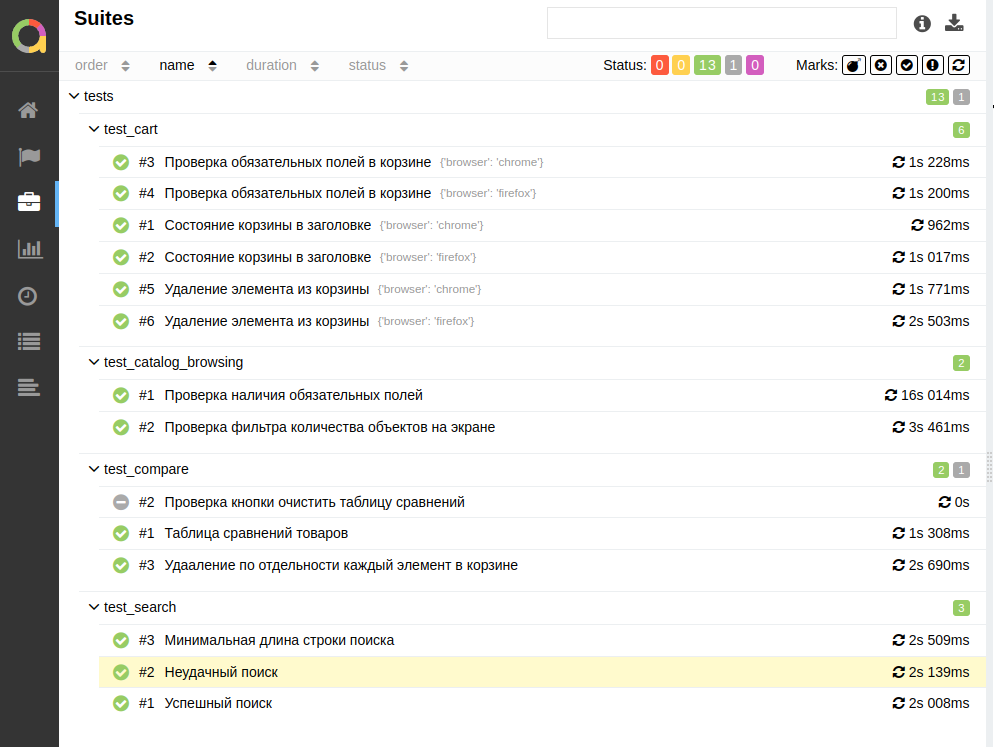 Suites
order name duration status Status: 0 0 13 1 0 Marks:
tests 13 1
test_cart 6
#3 Проверка обязательных полей в корзине {'browser': 'chrome'} 1s 228ms
#4 Проверка обязательных полей в корзине {'browser': 'firefox'} 1s 200ms
#1 Состояние корзины в заголовке {'browser': 'chrome'} 962ms
#2 Состояние корзины в заголовке {'browser': 'firefox'} 1s 017ms
#5 Удаление элемента из корзины {'browser': 'chrome'} 1s 771ms
#6 Удаление элемента из корзины {'browser': 'firefox'} 2s 503ms
test_catalog_browsing 2
#1 Проверка наличия обязательных полей 16s 014ms
#2 Проверка фильтра количества объектов на экране 3s 461ms
test_compare 2 1
#2 Проверка кнопки очистить таблицу сравнений 0s
#1 Таблица сравнений товаров 1s 308ms
#3 Удааление по отдельности каждый элемент в корзине 2s 690ms
test_search 3
#3 Минимальная длина строки поиска 2s 509ms
#2 Неудачный поиск 2s 139ms
#1 Успешный поиск 2s 008ms